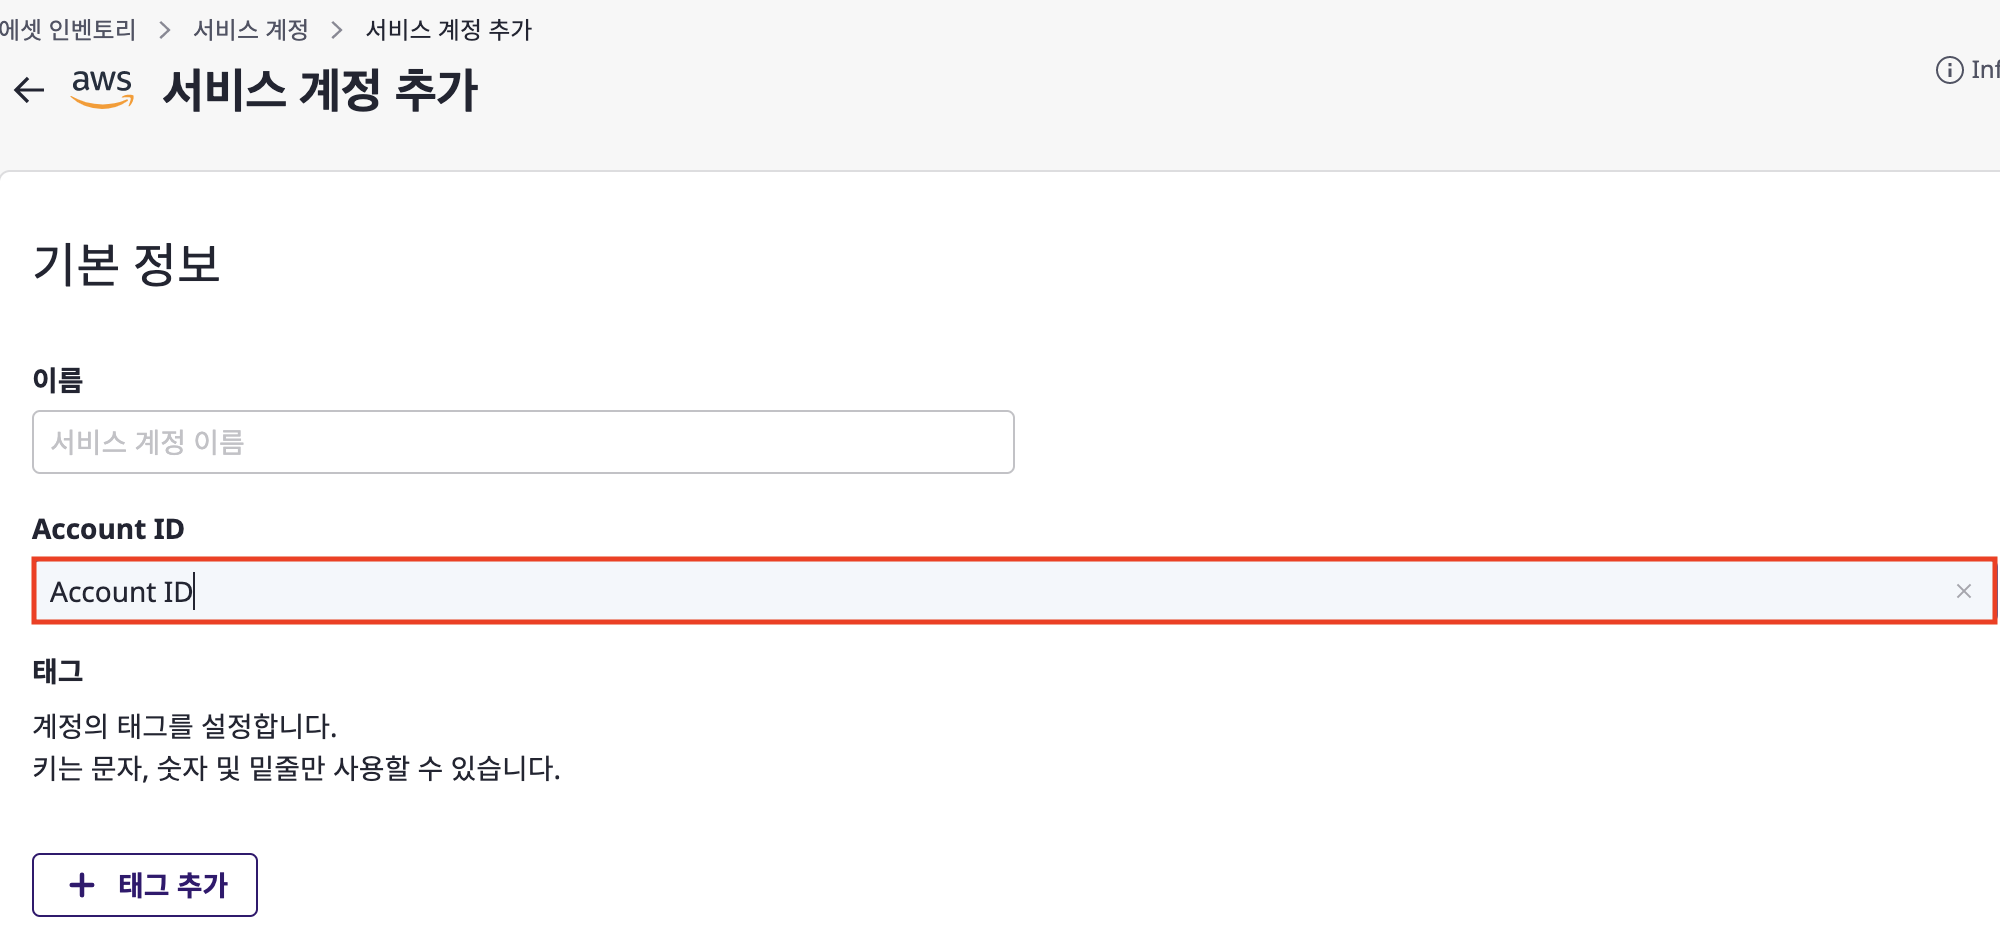 에셋 인벤토리 > 서비스 계정 > 서비스 계정 추가
aws 서비스 계정 추가
기본 정보
이름
서비스 계정 이름
Account ID
Account ID
태그
계정의 태그를 설정합니다.
키는 문자, 숫자 및 밑줄만 사용할 수 있습니다.
+ 태그 추가